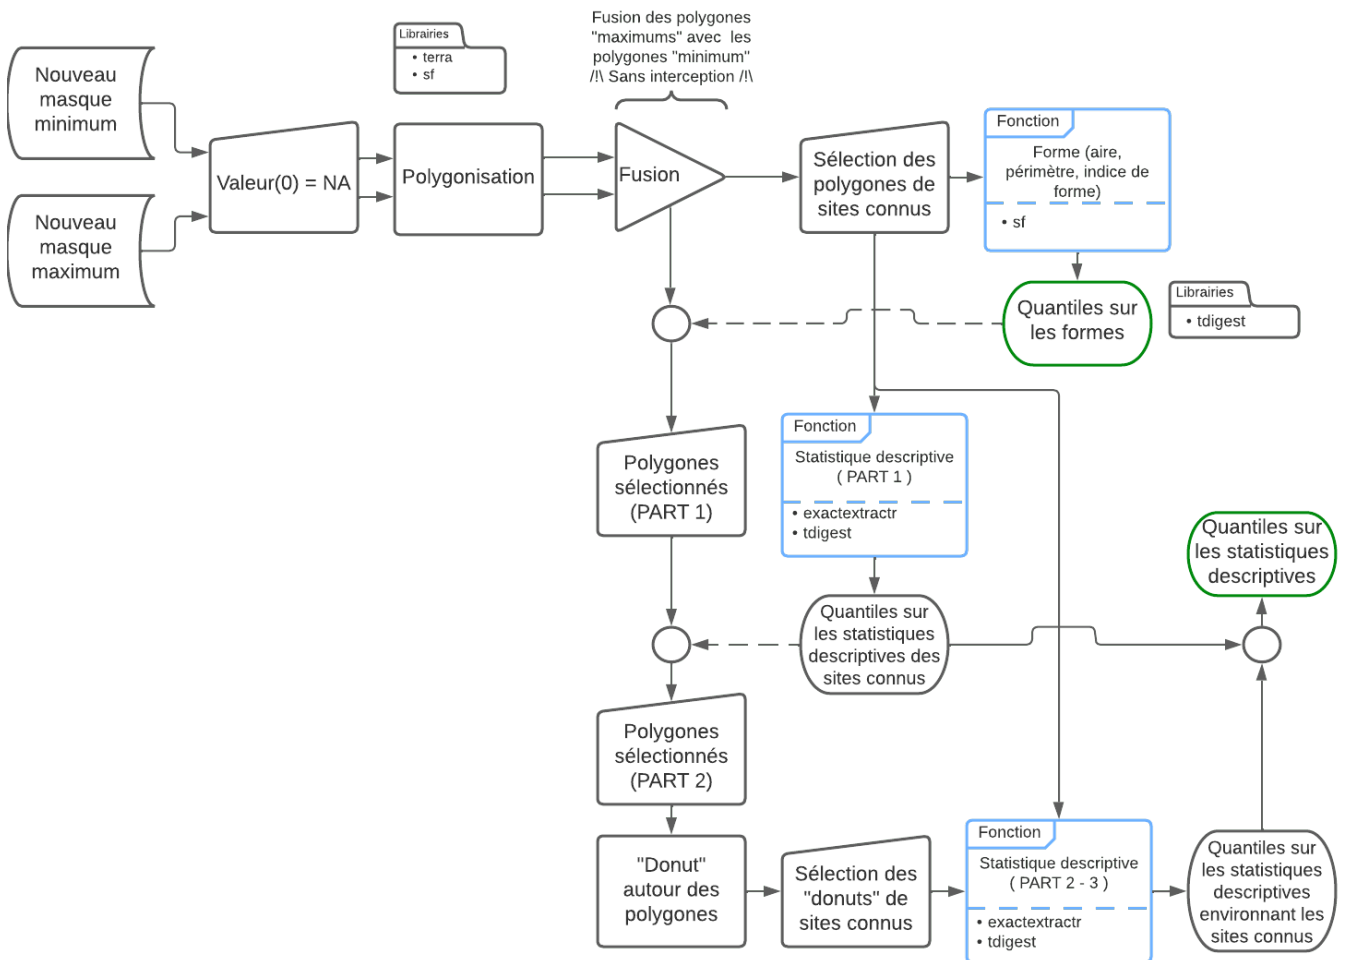 Nouveau
masque
minimum
Nouveau
masque
maximum
Valeur(0) = NA
Librairies
• terra
• sf
Polygonisation
Fusion des polygones
"maximums" avec les
polygones "minimum"
/!\ Sans interception /!\
Fusion
Sélection des
polygones de
sites connus
Fonction
Forme (aire,
périmètre, indice de
forme)
• sf
Quantiles sur
les formes
Librairies
• tdigest
Polygones
sélectionnés
(PART 1)
Fonction
Statistique descriptive
( PART 1 )
• exactextractr
• tdigest
Quantiles sur
les statistiques
descriptives des
sites connus
Quantiles sur
les statistiques
descriptives
Polygones
sélectionnés
(PART 2)
"Donut"
autour des
polygones
Sélection des
"donuts" de
sites connus
Fonction
Statistique descriptive
( PART 2 - 3 )
• exactextractr
• tdigest
Quantiles sur
les statistiques
descriptives
environnant les
sites connus